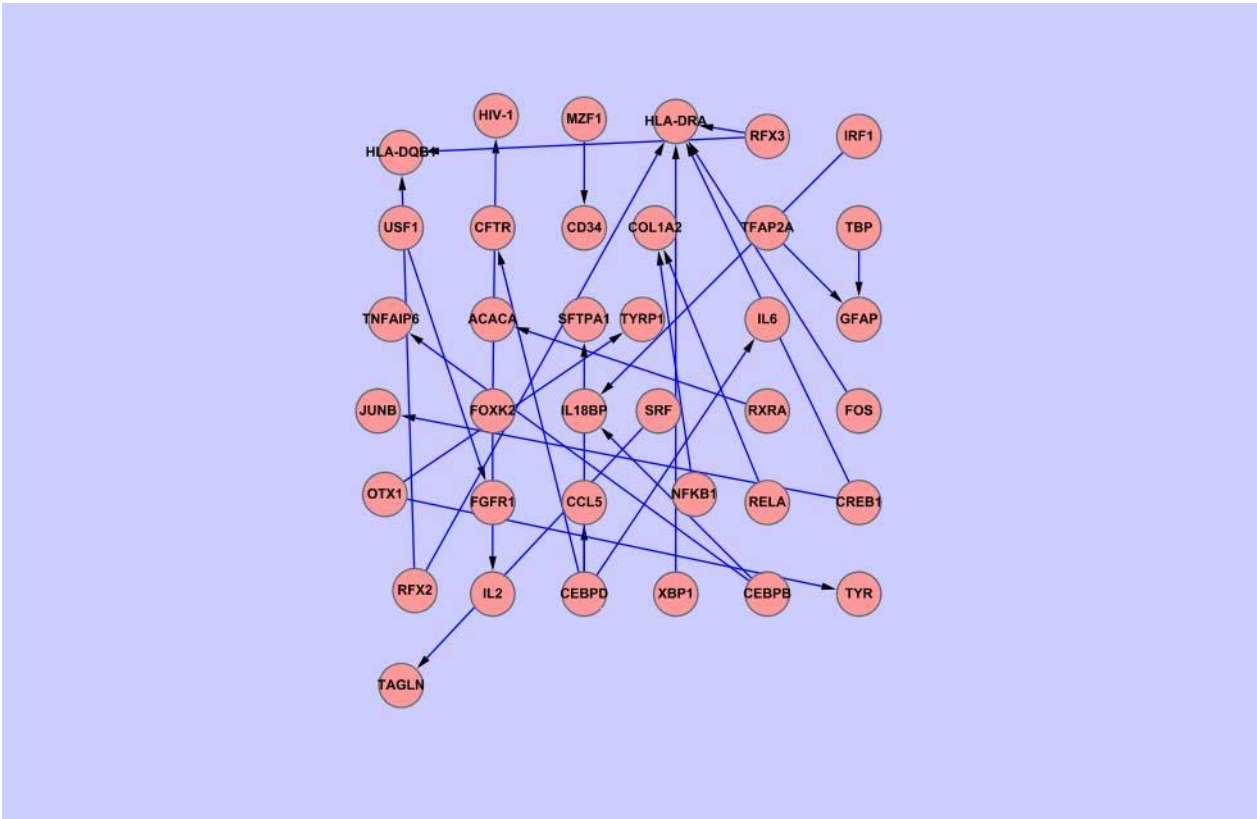 HIV-1
MZF1
HLA-DRA
RFX3
IRF1
HLA-DQB1
USF1
CFTR
CD34
COL1A2
TFAP2A
TBP
TNFAIP6
ACACA
SFTPA1
TYRP1
IL6
GFAP
JUNB
FOXK2
IL18BP
SRF
RXRA
FOS
OTX1
FGFR1
CCL5
NFKB1
RELA
CREB1
RFX2
IL2
CEBPD
XBP1
CEBPB
TYR
TAGLN